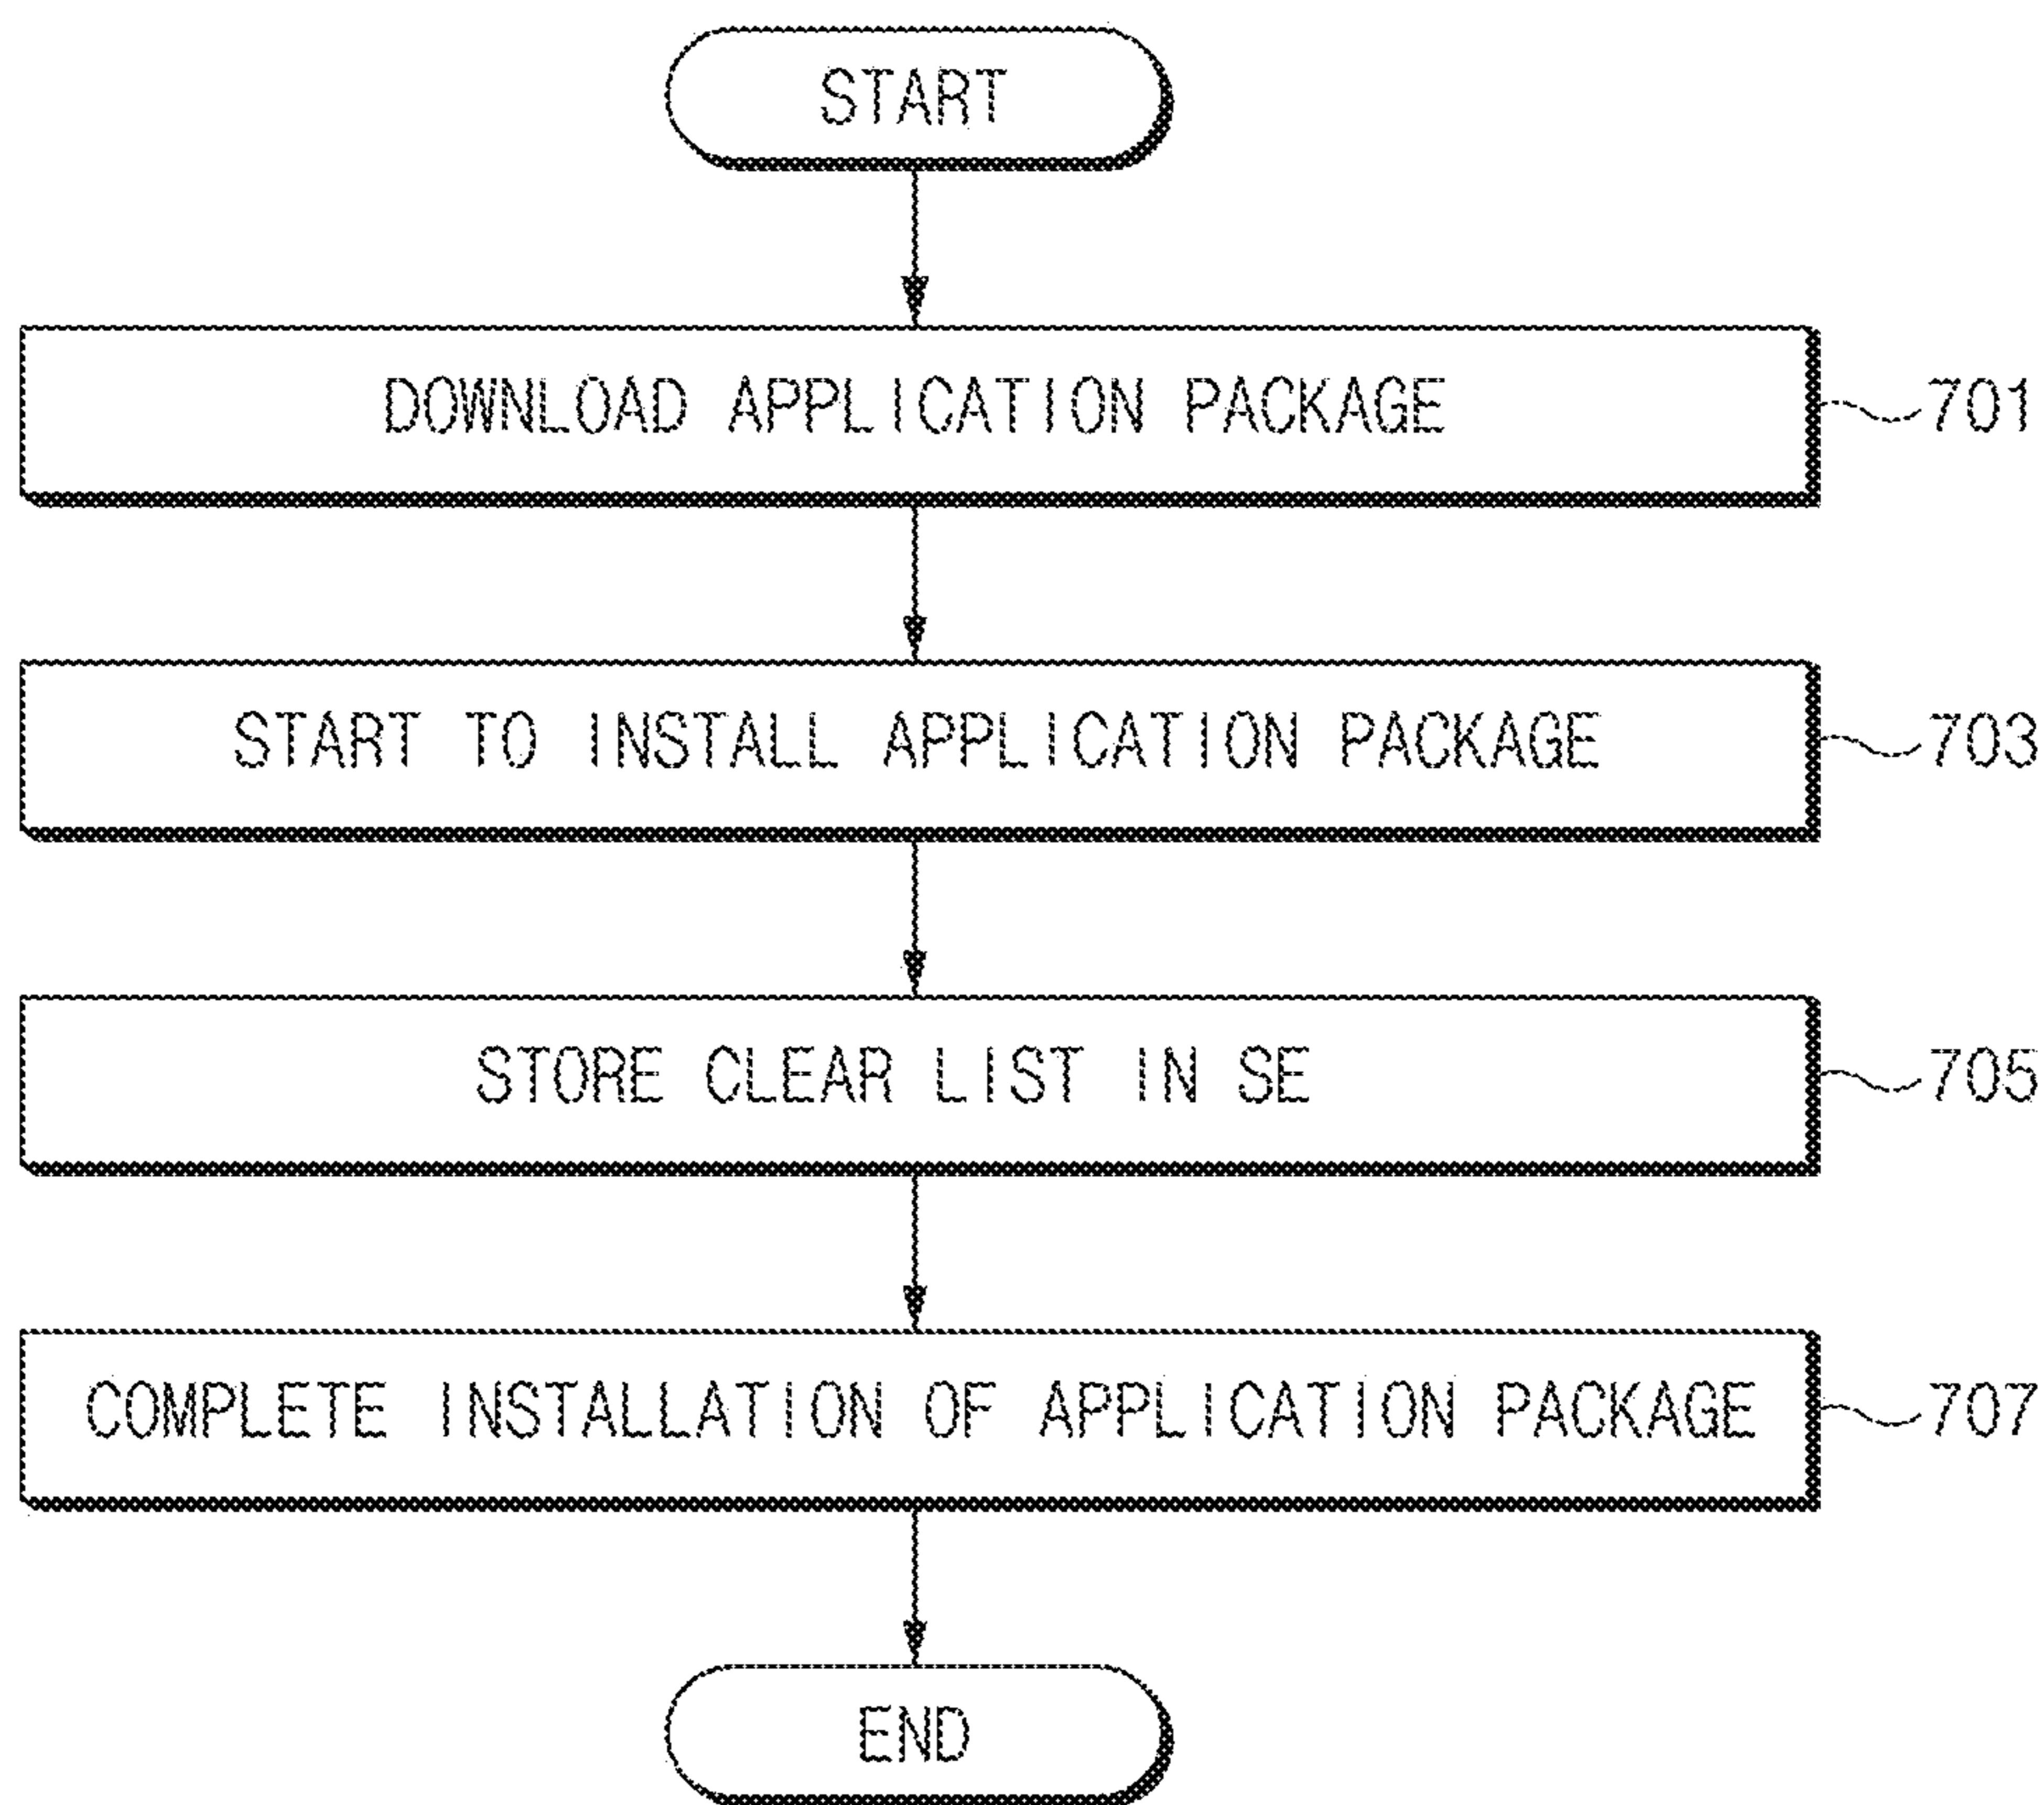 START
DOWNLOAD APPLICATION PACKAGE
701
START TO INSTALL APPLICATION PACKAGE
703
STORE CLEAR LIST IN SE
705
COMPLETE INSTALLATION OF APPLICATION PACKAGE
707
END